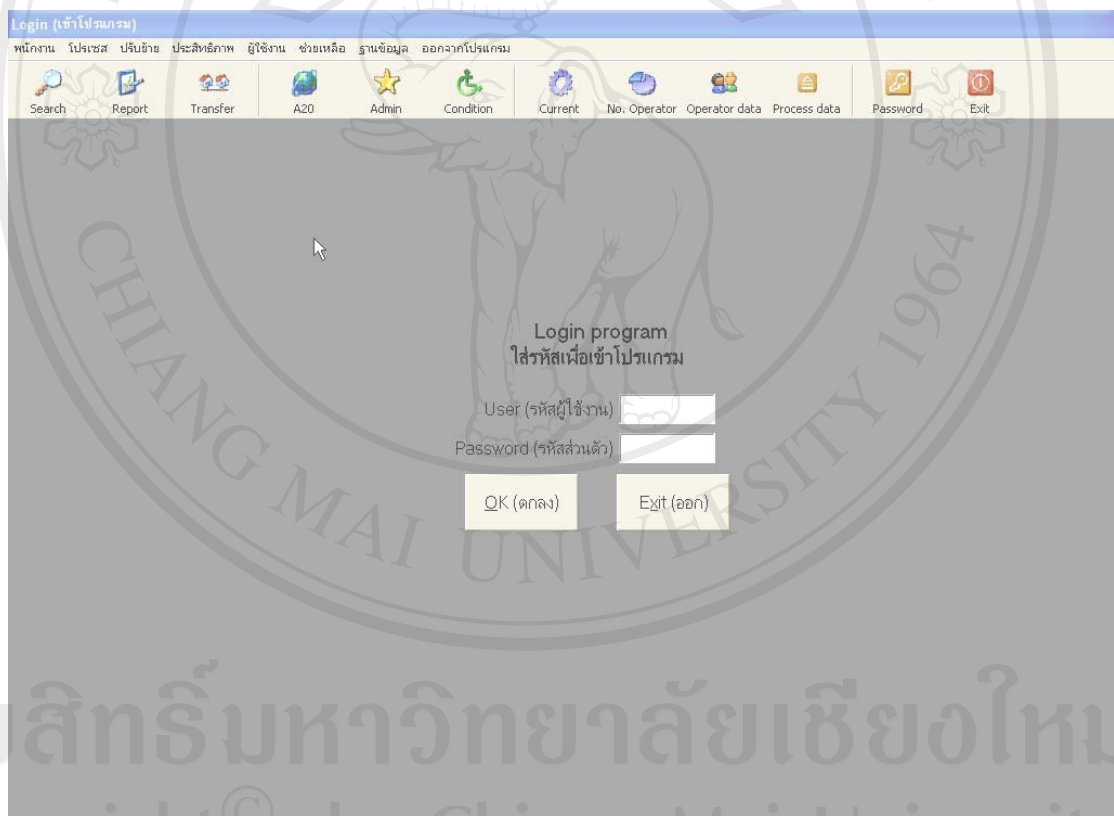 Login (เข้าโปรแกรม)
พนักงาน โปรเซส ปรับย้าย ประสิทธิภาพ ผู้ใช้งาน ช่วยเหลือ ฐานข้อมูล ออกจากโปรแกรม
Search Report Transfer A20 Admin Condition Current No. Operator Operator data Process data Password Exit
Login program
ใส่รหัสเพื่อเข้าโปรแกรม
User (รหัสผู้ใช้งาน)
Password (รหัสส่วนตัว)
OK (ตกลง) Exit (ออก)
CHIANG MAI UNIVERSITY 1964
สิทธิ์มหาวิทยาลัยเชียงใหม่
© by Chiang Mai University